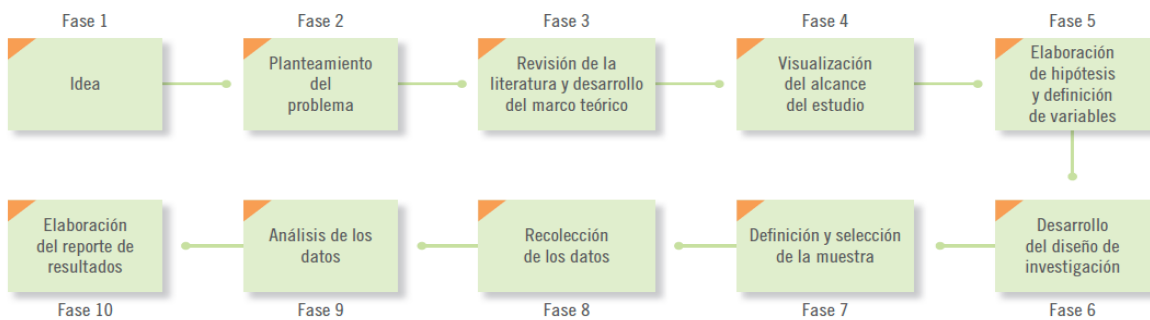 Fase 1
Idea
Fase 2
Planteamiento
del
problema
Fase 3
Revisión de la
literatura y desarrollo
del marco teórico
Fase 4
Visualización
del alcance
del estudio
Fase 5
Elaboración
de hipótesis
y definición
de variables
Desarrollo
del diseño de
investigación
Fase 6
Definición y selección
de la muestra
Fase 7
Recolección
de los datos
Fase 8
Análisis de los
datos
Fase 9
Elaboración
del reporte de
resultados
Fase 10